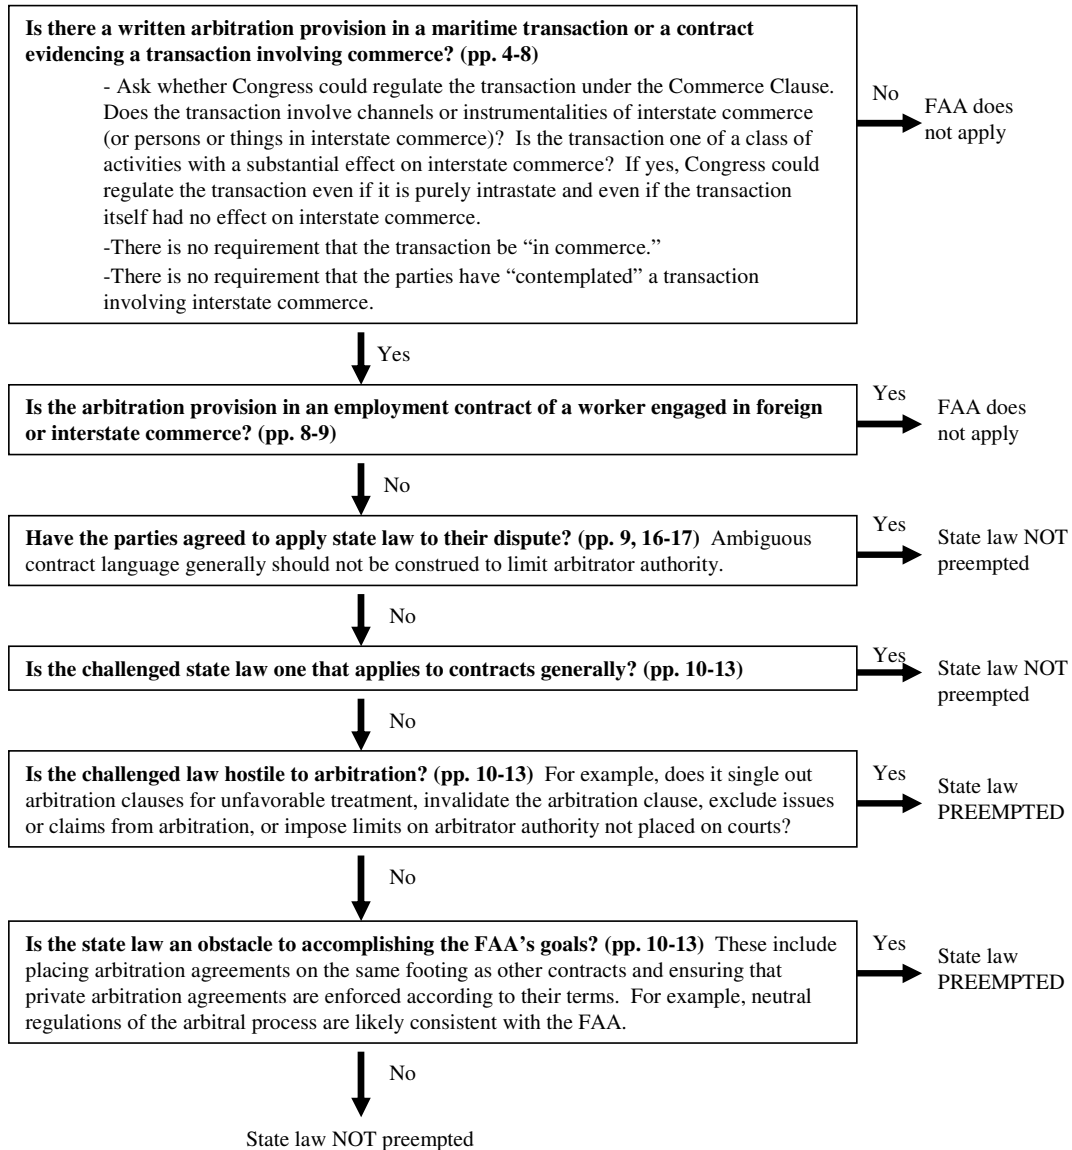 Is there a written arbitration provision in a maritime transaction or a contract
evidencing a transaction involving commerce? (pp. 4-8)
- Ask whether Congress could regulate the transaction under the Commerce Clause.
Does the transaction involve channels or instrumentalities of interstate commerce
(or persons or things in interstate commerce)?  Is the transaction one of a class of
activities with a substantial effect on interstate commerce?  If yes, Congress could
regulate the transaction even if it is purely intrastate and even if the transaction
itself had no effect on interstate commerce.
-There is no requirement that the transaction be “in commerce.”
-There is no requirement that the parties have “contemplated” a transaction
involving interstate commerce.
No
FAA does
not apply
Yes
Is the arbitration provision in an employment contract of a worker engaged in foreign
or interstate commerce? (pp. 8-9)
Yes
FAA does
not apply
No
Have the parties agreed to apply state law to their dispute? (pp. 9, 16-17)  Ambiguous
contract language generally should not be construed to limit arbitrator authority.
Yes
State law NOT
preempted
No
Is the challenged state law one that applies to contracts generally? (pp. 10-13)
Yes
State law NOT
preempted
No
Is the challenged law hostile to arbitration? (pp. 10-13)  For example, does it single out
arbitration clauses for unfavorable treatment, invalidate the arbitration clause, exclude issues
or claims from arbitration, or impose limits on arbitrator authority not placed on courts?
Yes
State law
PREEMPTED
No
Is the state law an obstacle to accomplishing the FAA’s goals? (pp. 10-13)  These include
placing arbitration agreements on the same footing as other contracts and ensuring that
private arbitration agreements are enforced according to their terms.  For example, neutral
regulations of the arbitral process are likely consistent with the FAA.
Yes
State law
PREEMPTED
No
State law NOT preempted